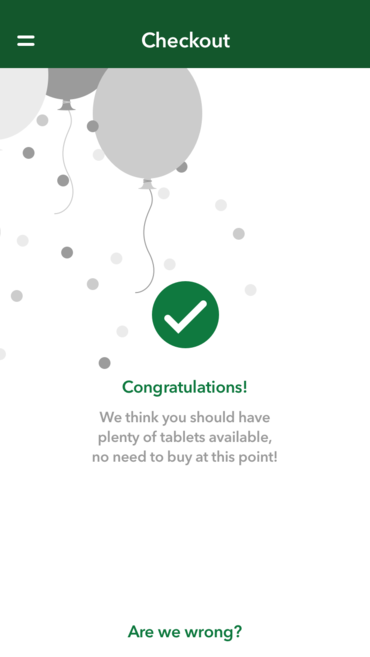 Checkout
Congratulations!
We think you should have
plenty of tablets available,
no need to buy at this point!
Are we wrong?